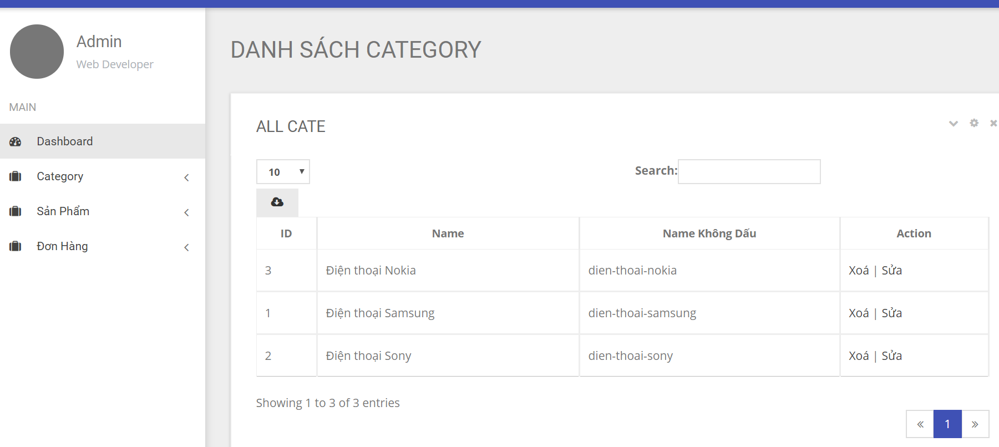 Admin
Web Developer
MAIN
Dashboard
Category
Sản Phẩm
Đơn Hàng
DANH SÁCH CATEGORY
ALL CATE
10
Search:
ID Name Name Không Dấu Action
3 Điện thoại Nokia dien-thoai-nokia Xoá | Sửa
1 Điện thoại Samsung dien-thoai-samsung Xoá | Sửa
2 Điện thoại Sony dien-thoai-sony Xoá | Sửa
Showing 1 to 3 of 3 entries
« 1 »